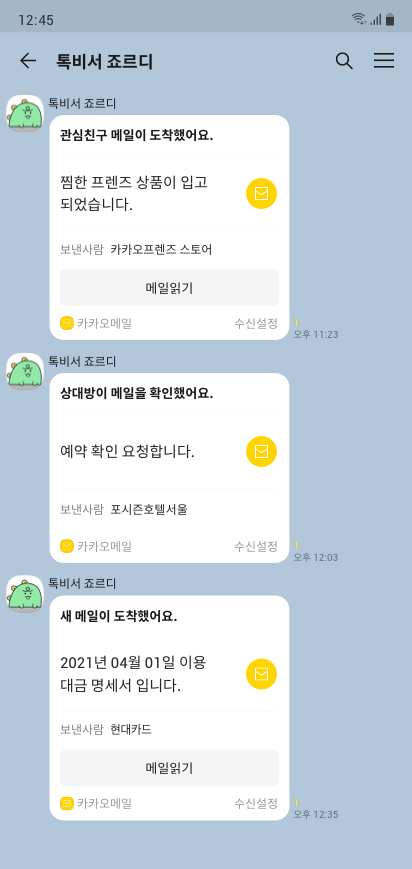 12:45
톡비서 죠르디
톡비서 죠르디
관심친구 메일이 도착했어요.
찜한 프렌즈 상품이 입고
되었습니다.
보낸사람 카카오프렌즈 스토어
메일읽기
카카오메일 수신설정
1
오후 11:23
톡비서 죠르디
상대방이 메일을 확인했어요.
예약 확인 요청합니다.
보낸사람 포시즌호텔서울
카카오메일 수신설정
1
오후 12:03
톡비서 죠르디
새 메일이 도착했어요.
2021년 04월 01일 이용
대금 명세서 입니다.
보낸사람 현대카드
메일읽기
카카오메일 수신설정
1
오후 12:35